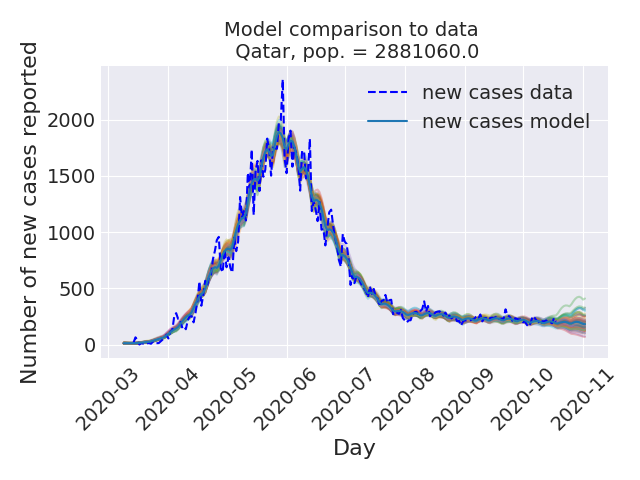 Model comparison to data
Qatar, pop. = 2881060.0
new cases data
new cases model
Number of new cases reported
2000
1500
1000
500
0
2020-03
2020-04
2020-05
2020-06
2020-07
2020-08
2020-09
2020-10
2020-11
Day